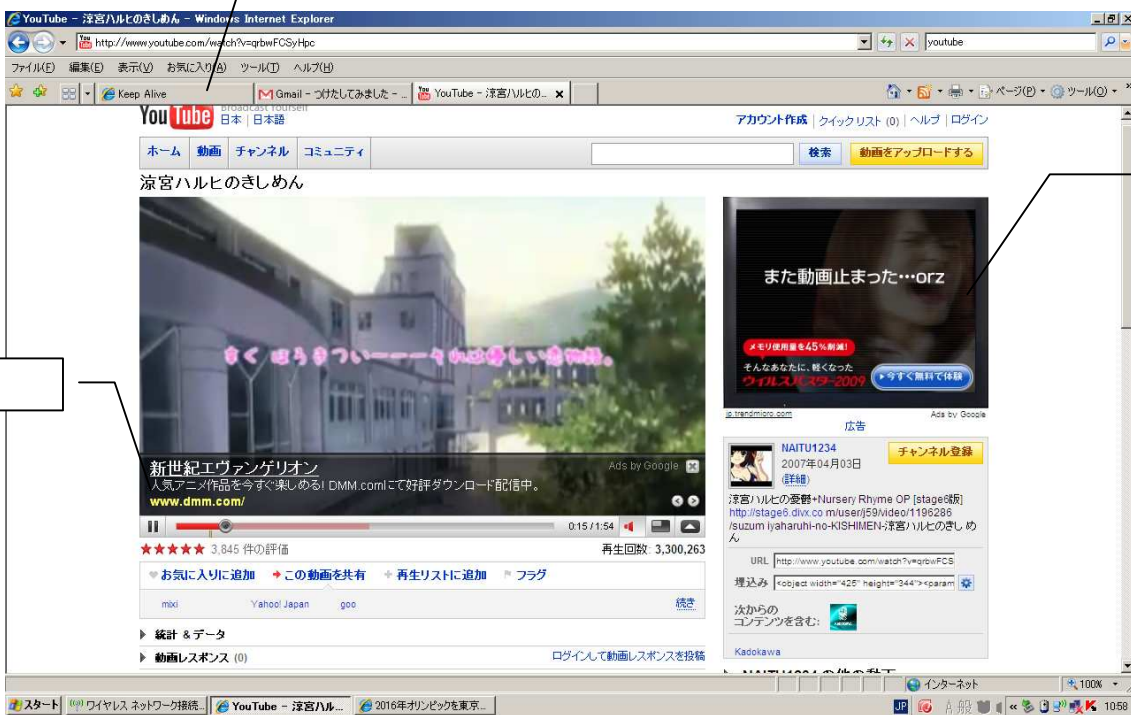 YouTube - 涼宮ハルヒのきしめん - Windows Internet Explorer
http://www.youtube.com/watch?v=qrbwFCSyHpc
youtube
ファイル(F) 編集(E) 表示(V) お気に入り(A) ツール(T) ヘルプ(H)
Keep Alive
Gmail - つけたしてみました - ...
YouTube - 涼宮ハルヒの...
ページ(P)
ツール(O)
YouTube
Broadcast Yourself
日本 | 日本語
アカウント作成 | クイックリスト (0) | ヘルプ | ログイン
ホーム 動画 チャンネル コミュニティ
検索
動画をアップロードする
涼宮ハルヒのきしめん
新世紀エヴァンゲリオン
Ads by Google
人気アニメ作品を今すぐ楽しめる! DMM.comにて好評ダウンロード配信中。
www.dmm.com/
0:15 / 1:54
3,845 件の評価
再生回数: 3,300,263
お気に入りに追加 この動画を共有 再生リストに追加 フラグ
mixi Yahoo! Japan goo 続き
統計 & データ
動画レスポンス (0)
ログインして動画レスポンスを投稿
また動画止まった…orz
メモリ使用量を45%削減!
そんなあなたに、軽くなった
ウイルスバスター2009
今すぐ無料で体験
jp.trendmicro.com
Ads by Google
広告
NAITU1234
2007年04月03日
(詳細)
チャンネル登録
涼宮ハルヒの憂鬱+Nursery Rhyme OP [stage6版]
http://stage6.divx.co m/user/j59/video/1196286
/suzum iyaharuhi-no-KISHIMEN-涼宮ハルヒのきし め
ん
URL http://www.youtube.com/watch?v=qrbwFCS
埋込み <object width="425" height="344"><param
次からの
コンテンツを含む:
Kadokawa
NAITU1234 の他の動画
インターネット
100%
スタート
ワイヤレス ネットワーク接続...
YouTube - 涼宮ハル...
2016年オリンピックを東京...
JP
A 般
10:58